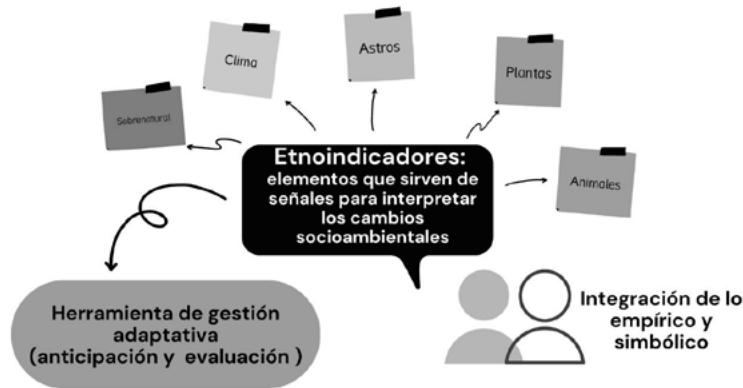 Sobrenatural
Clima
Astros
Plantas
Animales
Etnoindicadores:
elementos que sirven de
señales para interpretar
los cambios
socioambientales
Herramienta de gestión
adaptativa
(anticipación y evaluación )
Integración de lo
empírico y
simbólico